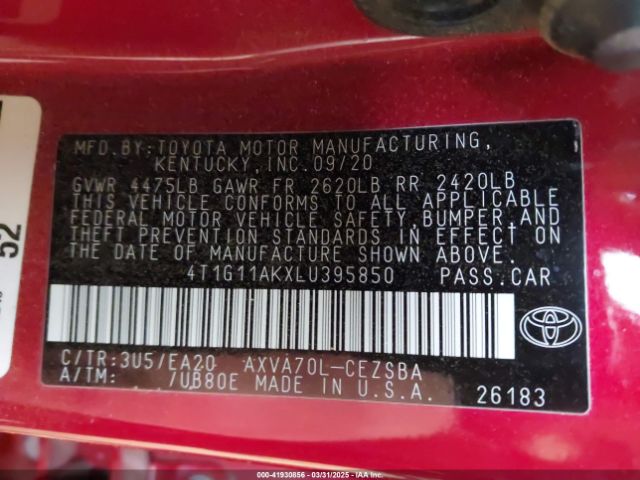 MFD. BY: TOYOTA MOTOR MANUFACTURING,
KENTUCKY, INC. 09/20
GVWR 4475LB GAWR FR 2620LB RR 2420LB
THIS VEHICLE CONFORMS TO ALL APPLICABLE
FEDERAL MOTOR VEHICLE SAFETY, BUMPER, AND
THEFT PREVENTION STANDARDS IN EFFECT ON
THE DATE OF MANUFACTURE SHOWN ABOVE.
4T1G11AKXLU395850 PASS.CAR
C/TR:3U5/EA20 AXVA70L-CEZSBA
A/TM: /UB80E MADE IN U.S.A.
26183
52
TOYOTA
000-41930856 - 03/31/2025 - IAAI.COM